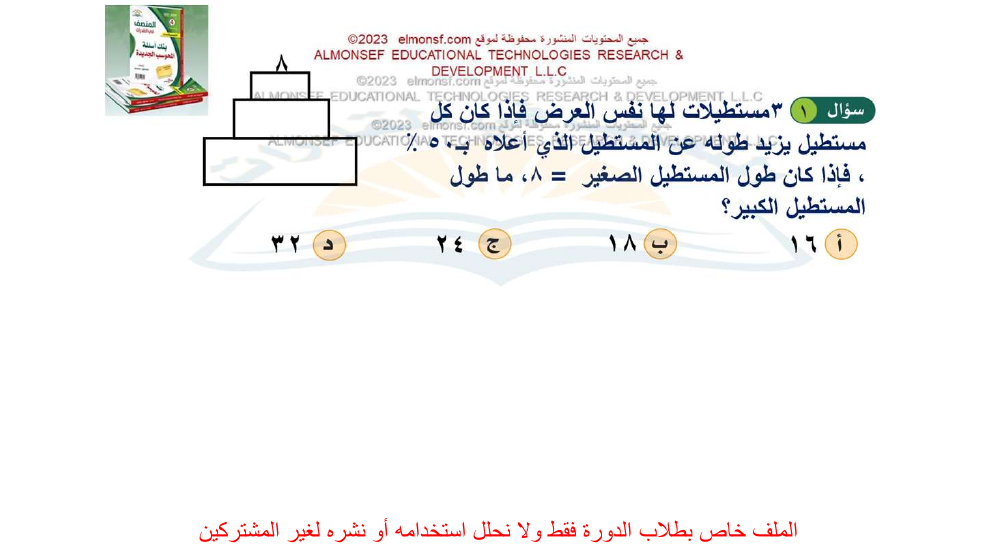 المنصف
بنك أسئلة
المحوسب الجديدة
جميع المحتويات المنشورة محفوظة لموقع elmonsf.com ©2023
ALMONSEF EDUCATIONAL TECHNOLOGIES RESEARCH &
DEVELOPMENT L.L.C
جميع المحتويات المنشورة محفوظة لموقع elmonsf.com ©2023
ALMONSEF EDUCATIONAL TECHNOLOGIES RESEARCH & DEVELOPMENT L.L.C
جميع المحتويات المنشورة محفوظة لموقع elmonsf.com ©2023
ALMONSEF EDUCATIONAL TECHNOLOGIES RESEARCH & DEVELOPMENT L.L.C
٨
سؤال ١ ٣مستطيلات لها نفس العرض فإذا كان كل
مستطيل يزيد طوله عن المستطيل الذي أعلاه بـ٥٠ ٪
، فإذا كان طول المستطيل الصغير = ٨، ما طول
المستطيل الكبير؟
أ ١٦ ب ١٨ ج ٢٤ د ٣٢
الملف خاص بطلاب الدورة فقط ولا نحلل استخدامه أو نشره لغير المشتركين